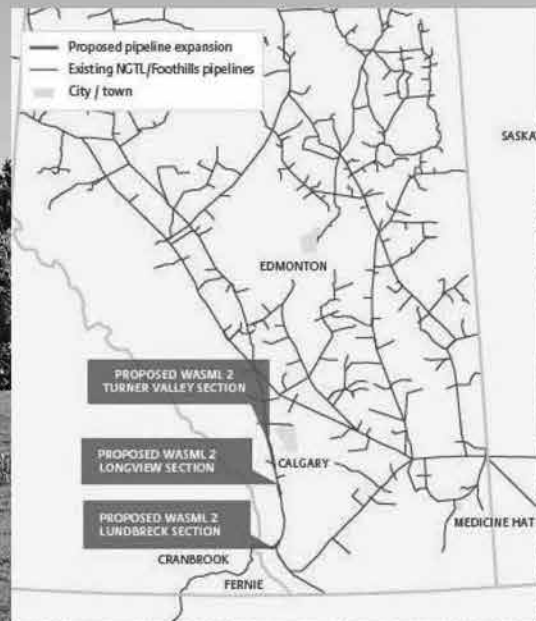 Proposed pipeline expansion
Existing NGTL/Foothills pipelines
City / town
SASKA
EDMONTON
PROPOSED WASML 2
TURNER VALLEY SECTION
PROPOSED WASML 2
LONGVIEW SECTION
CALGARY
PROPOSED WASML 2
LUNDBRECK SECTION
MEDICINE HAT
CRANBROOK
FERNIE